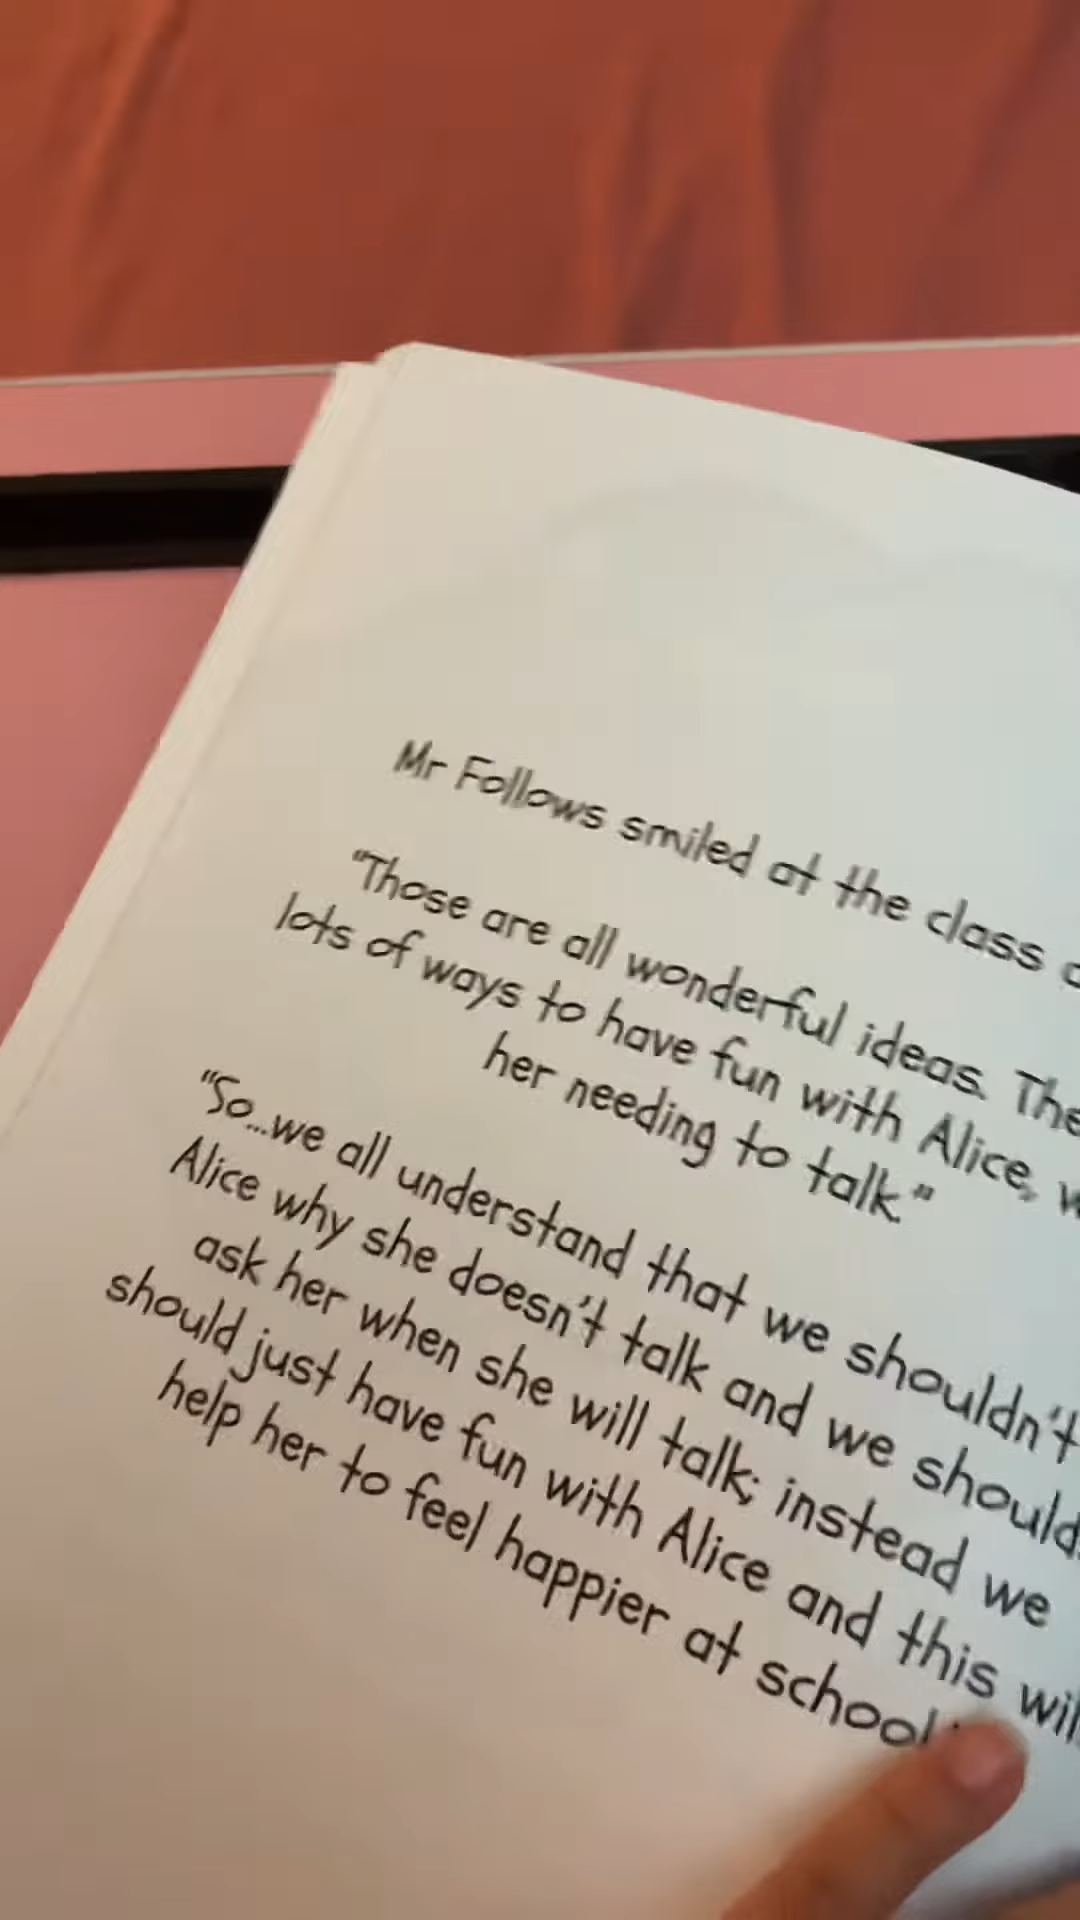 Mr Follows smiled at the class
"Those are all wonderful ideas.
lots of ways to have fun with Alice,
her needing to talk."
"So...we all understand that we shouldn't
Alice why she doesn't talk and we should
ask her when she will talk; instead we
should just have fun with Alice and this
help her to feel happier at school